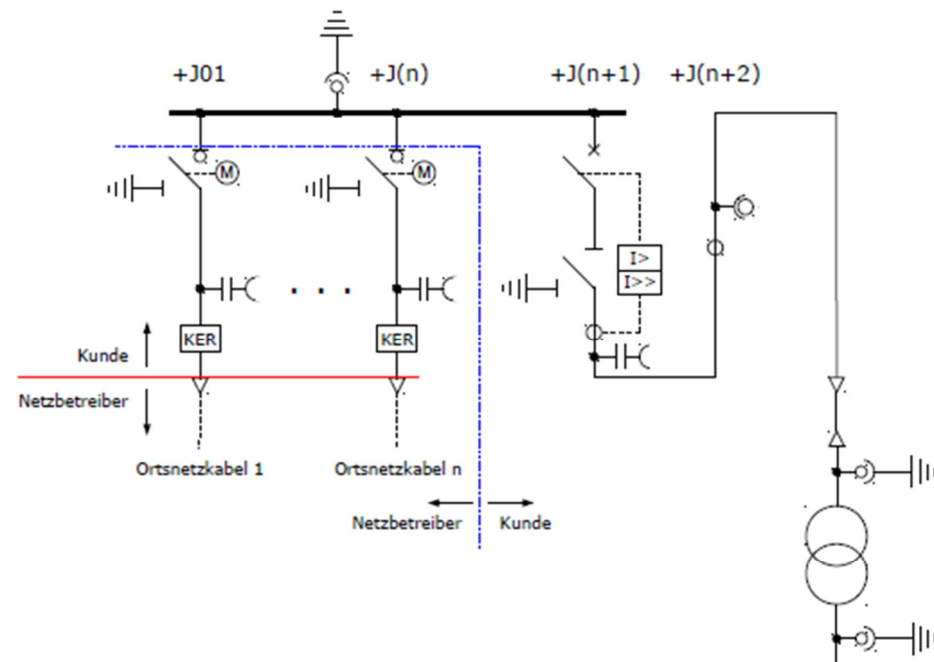 +J01
+J(n)
+J(n+1)
+J(n+2)
M
M
I>
I>>
. . .
KER
KER
Kunde
Netzbetreiber
Ortsnetzkabel 1
Ortsnetzkabel n
Netzbetreiber
Kunde